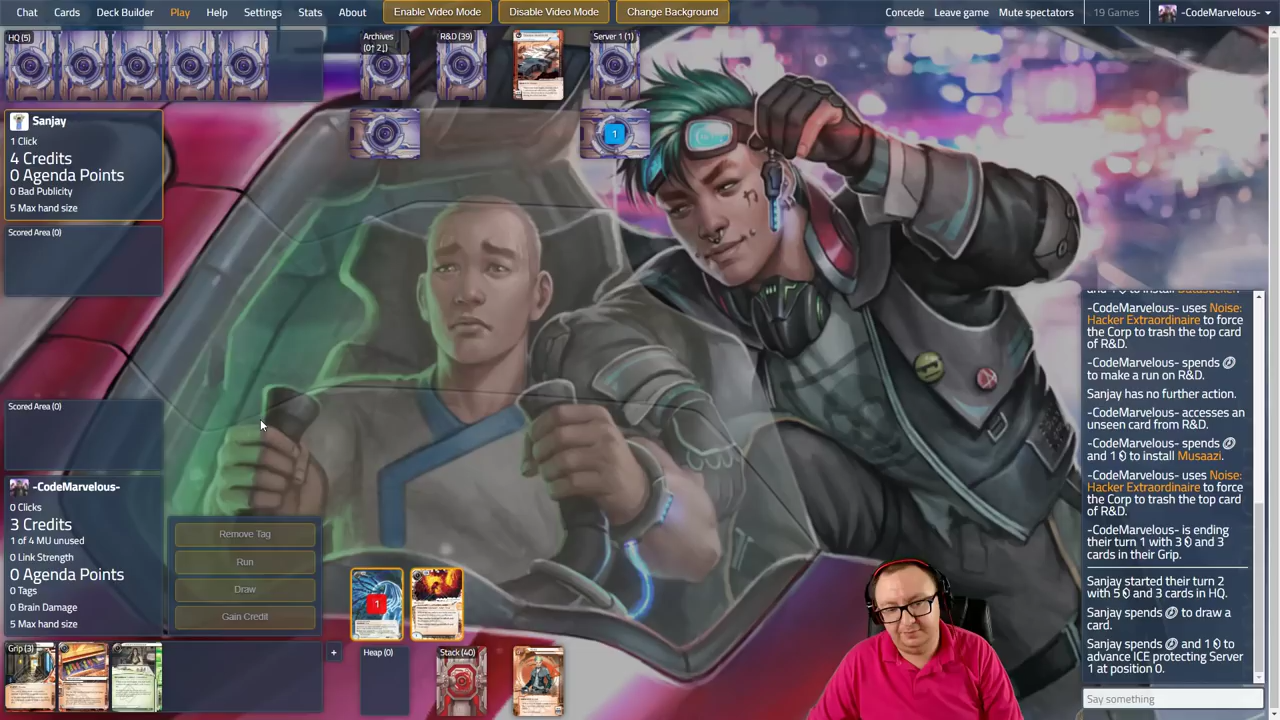 Chat Cards Deck Builder Play Help Settings Stats About Enable Video Mode Disable Video Mode Change Background Concede Leave game Mute spectators 19 Games -CodeMarvelous-
Archives
R&D (39)
Server 1 (1)
Sanjay
1 Click
4 Credits
0 Agenda Points
0 Bad Publicity
5 Max hand size
Scored Area (0)
1
Scored Area (0)
-CodeMarvelous-
0 Clicks
3 Credits
1 of 4 MU unused
0 Link Strength
0 Agenda Points
0 Tags
0 Brain Damage
5 Max hand size
Remove Tag
Run
Draw
Gain Credit
1
Grip (3)
+
Heap (0)
Stack (40)
-CodeMarvelous- uses Noise:
Hacker Extraordinaire to force
the Corp to trash the top card
of R&D.
-CodeMarvelous- spends
to make a run on R&D.
Sanjay has no further action.
-CodeMarvelous- accesses an
unseen card from R&D.
-CodeMarvelous- spends
and 1 to install Musaazi.
-CodeMarvelous- uses Noise:
Hacker Extraordinaire to force
the Corp to trash the top card
of R&D.
-CodeMarvelous- is ending
their turn 1 with 3 and 3
cards in their Grip.
Sanjay started their turn 2
with 5 and 5 cards in HQ.
Sanjay spends to install a
card.
Sanjay spends and 1 to
add an ICE protecting Server
1 at position 0.
Say something